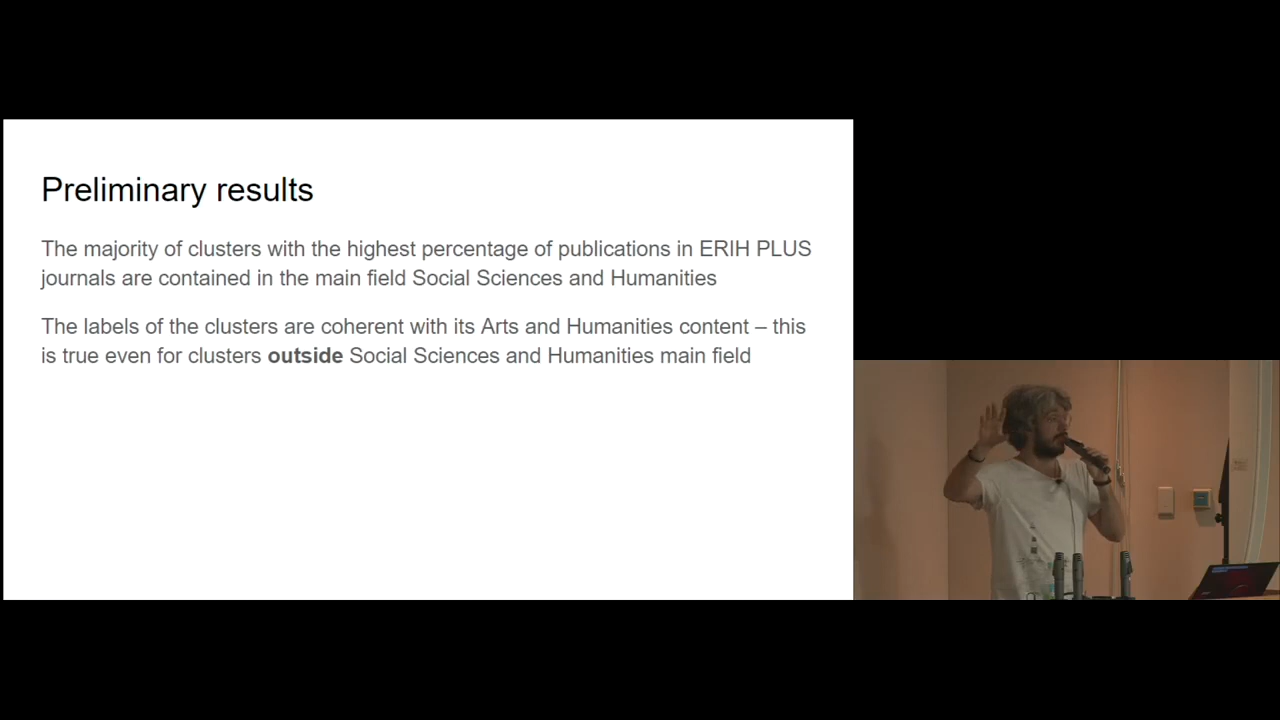 Preliminary results
The majority of clusters with the highest percentage of publications in ERIH PLUS
journals are contained in the main field Social Sciences and Humanities
The labels of the clusters are coherent with its Arts and Humanities content – this
is true even for clusters outside Social Sciences and Humanities main field